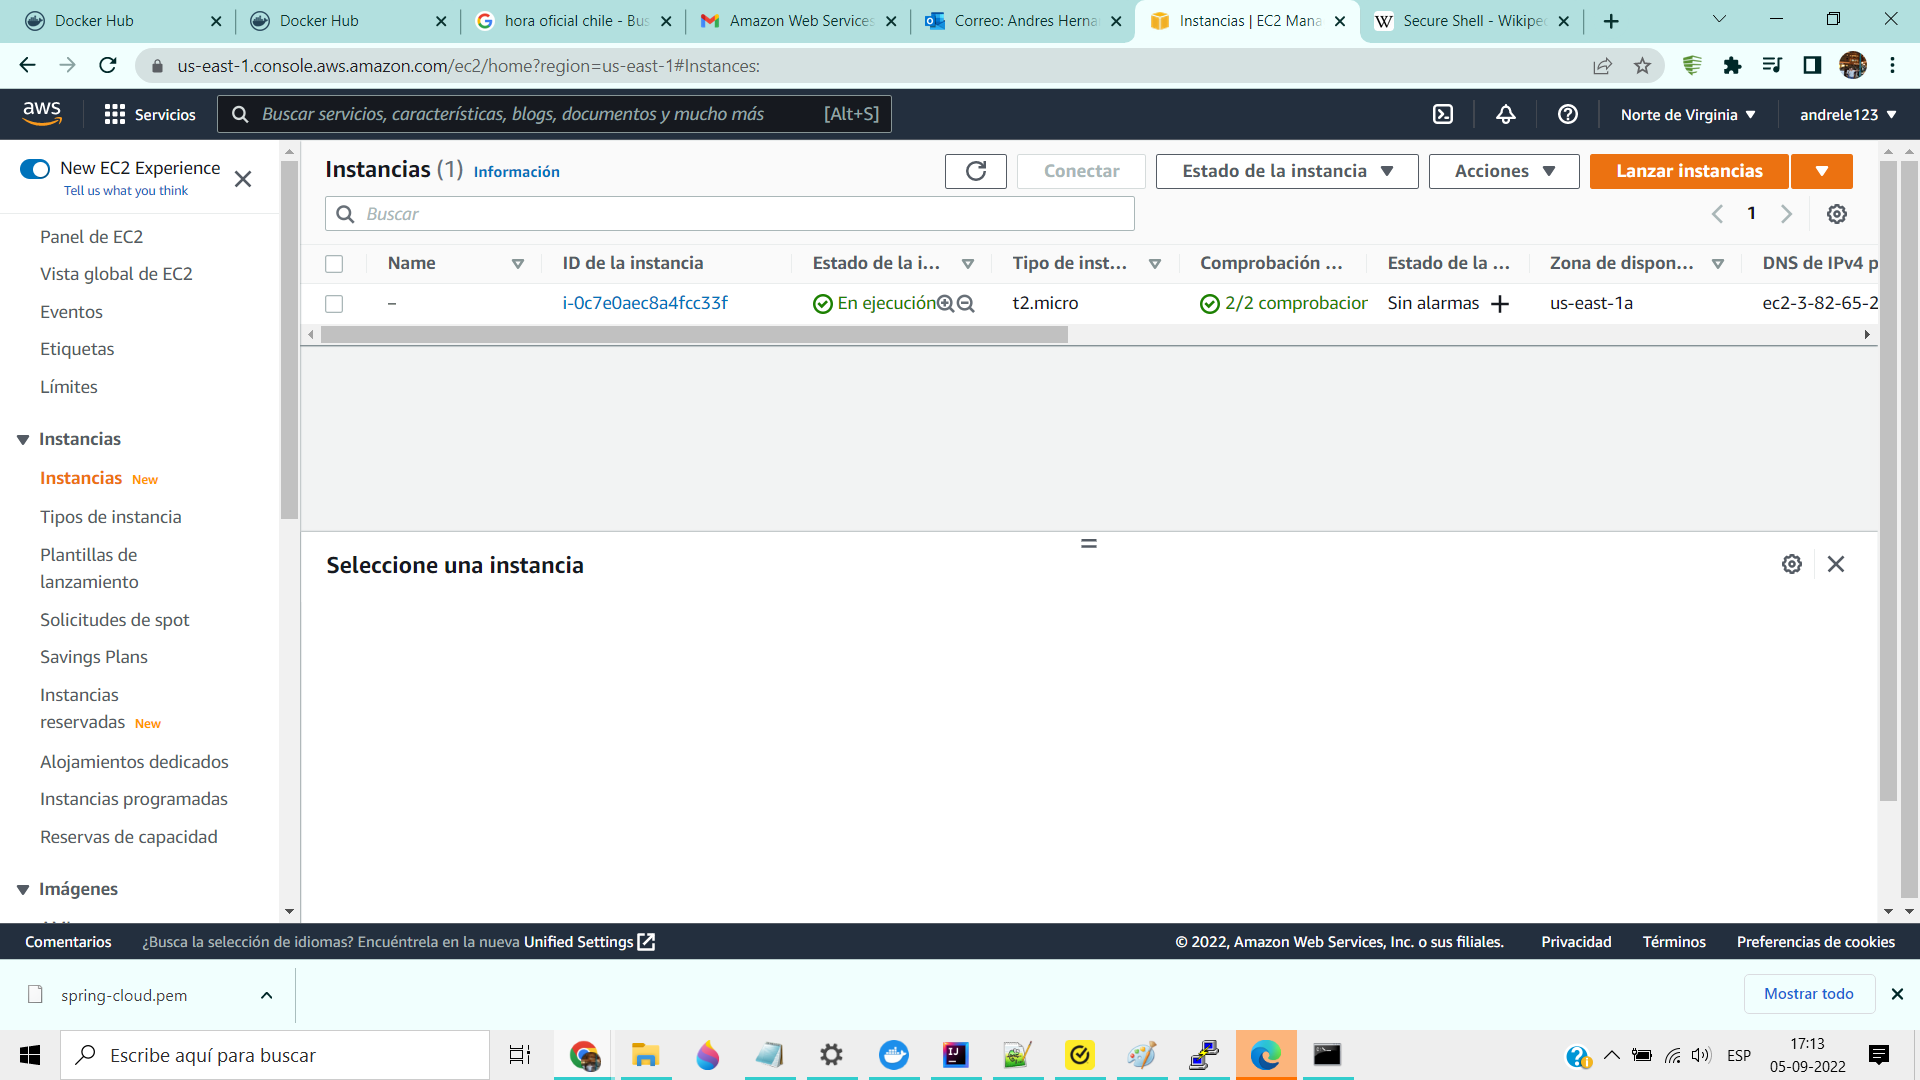 Docker Hub
Docker Hub
hora oficial chile - Bus
Amazon Web Services
Correo: Andres Herna
Instancias | EC2 Mana
Secure Shell - Wikiped
us-east-1.console.aws.amazon.com/ec2/home?region=us-east-1#Instances:
aws
Servicios
Buscar servicios, características, blogs, documentos y mucho más
[Alt+S]
Norte de Virginia
andrele123
New EC2 Experience
Tell us what you think
Panel de EC2
Vista global de EC2
Eventos
Etiquetas
Límites
Instancias
Instancias New
Tipos de instancia
Plantillas de
lanzamiento
Solicitudes de spot
Savings Plans
Instancias
reservadas New
Alojamientos dedicados
Instancias programadas
Reservas de capacidad
Imágenes
Instancias (1) Información
Conectar
Estado de la instancia
Acciones
Lanzar instancias
Buscar
1
Name
ID de la instancia
Estado de la i...
Tipo de inst...
Comprobación ...
Estado de la ...
Zona de dispon...
DNS de IPv4 p
–
i-0c7e0aec8a4fcc33f
En ejecución
t2.micro
2/2 comprobacior
Sin alarmas
us-east-1a
ec2-3-82-65-2
Seleccione una instancia
Comentarios
¿Busca la selección de idiomas? Encuéntrela en la nueva Unified Settings
© 2022, Amazon Web Services, Inc. o sus filiales.
Privacidad
Términos
Preferencias de cookies
spring-cloud.pem
Mostrar todo
Escribe aquí para buscar
ESP
17:13
05-09-2022